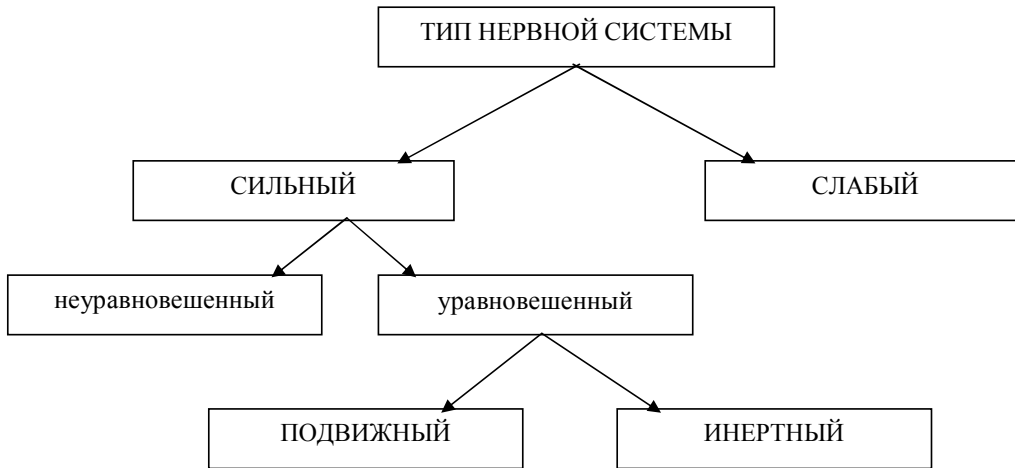 ТИП НЕРВНОЙ СИСТЕМЫ
СИЛЬНЫЙ
СЛАБЫЙ
неуравновешенный
уравновешенный
ПОДВИЖНЫЙ
ИНЕРТНЫЙ